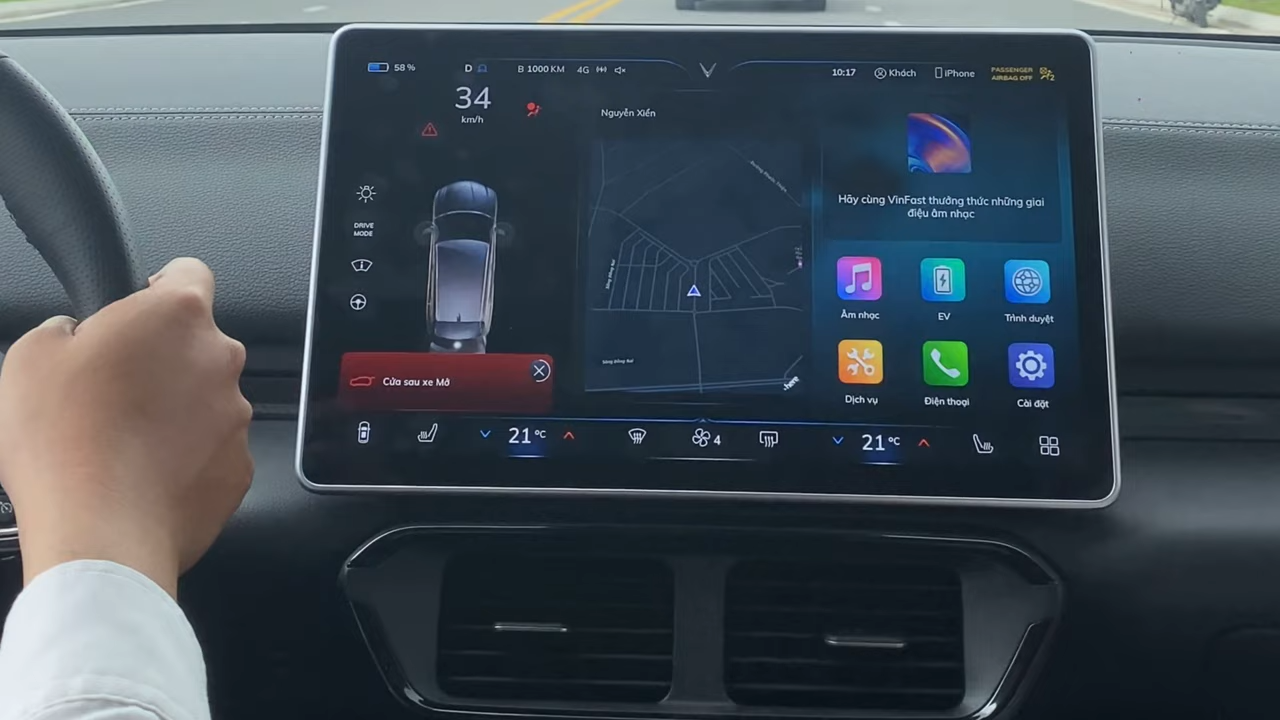 58 %
D
B 1000 KM
4G
10:17
Khách
iPhone
PASSENGER
AIRBAG OFF
2
34
km/h
Nguyễn Xiển
DRIVE
MODE
Hãy cùng VinFast thưởng thức những giai
điệu âm nhạc
Âm nhạc
EV
Trình duyệt
Dịch vụ
Điện thoại
Cài đặt
here
Cửa sau xe Mở
21°C
4
21°C